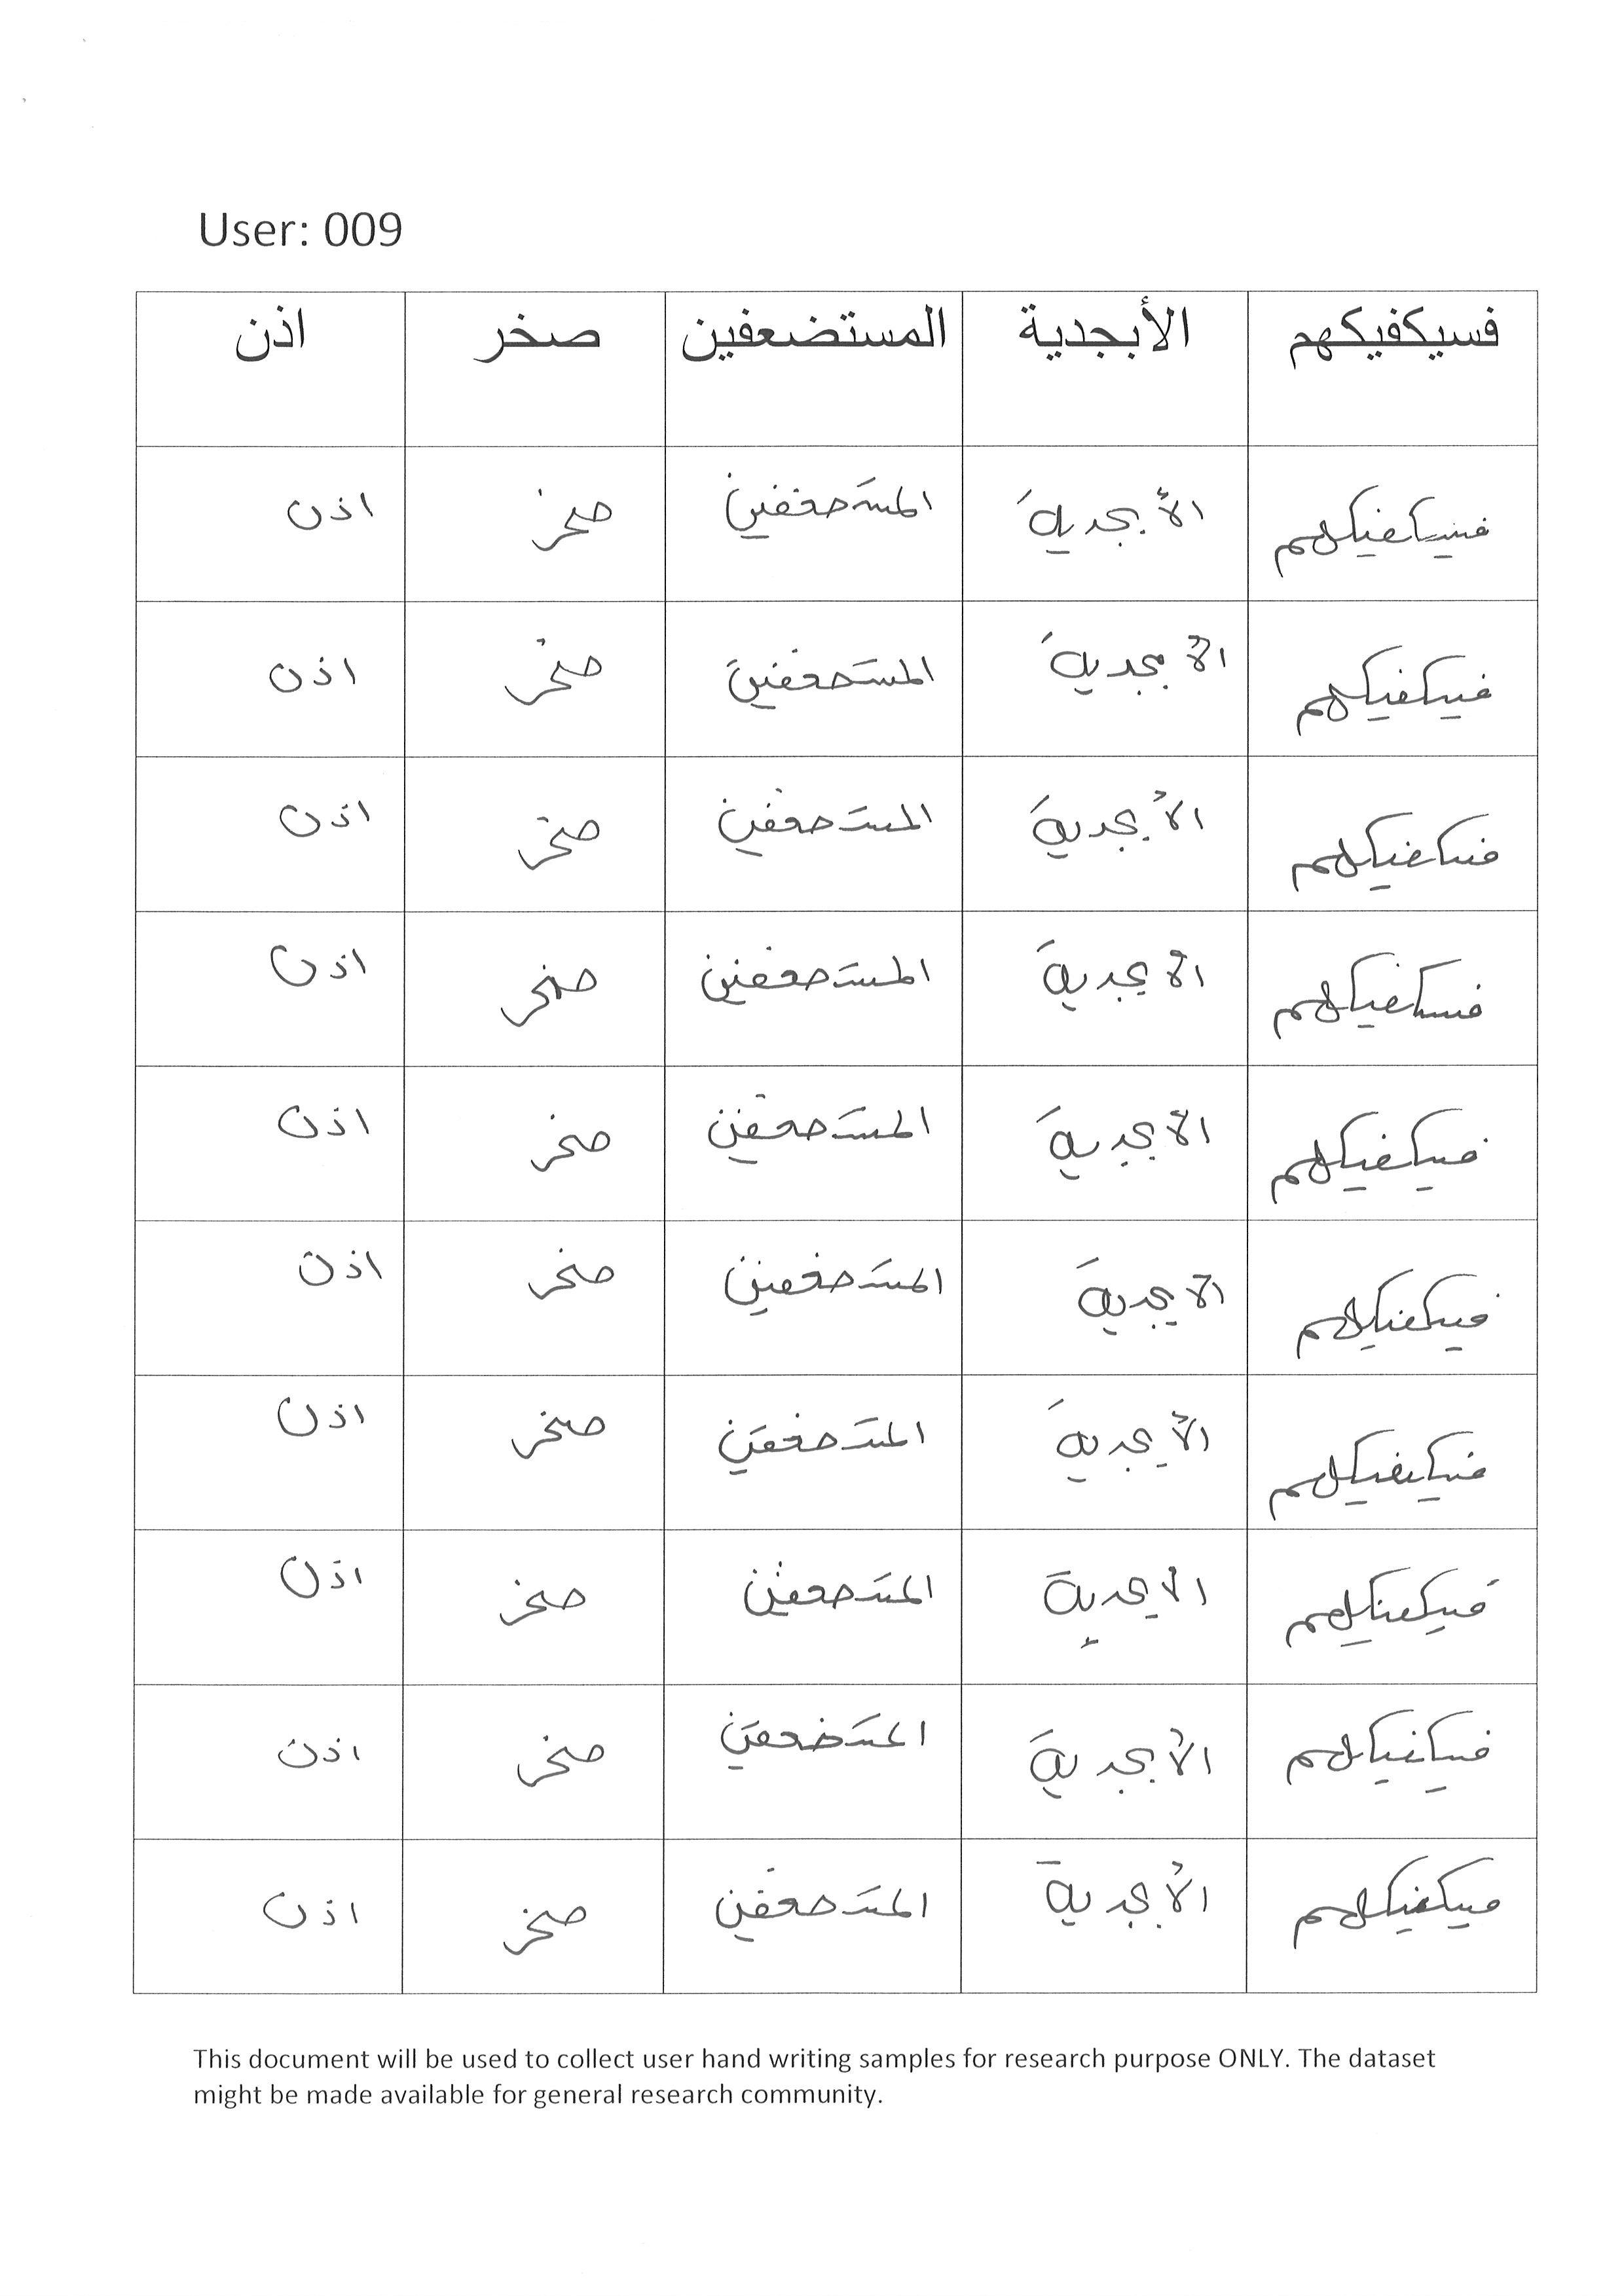 User: 009
فسيكفيكهم الأبجدية المستضعفين صخر اذن
فسيكفيكهم الأبجدية المستضعفين صخر اذن
فسيكفيكهم الأبجدية المستضعفين صخر اذن
فسيكفيكهم الأبجدية المستضعفين صخر اذن
فسيكفيكهم الأبجدية المستضعفين صخر اذن
فسيكفيكهم الأبجدية المستضعفين صخر اذن
فسيكفيكهم الأبجدية المستضعفين صخر اذن
فسيكفيكهم الأبجدية المستضعفين صخر اذن
فسيكفيكهم الأبجدية المستضعفين صخر اذن
فسيكفيكهم الأبجدية المستضعفين صخر اذن
فسيكفيكهم الأبجدية المستضعفين صخر اذن
This document will be used to collect user hand writing samples for research purpose ONLY. The dataset
might be made available for general research community.